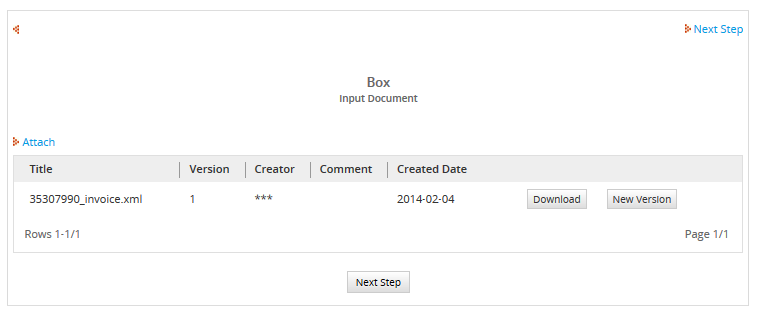 Next Step
Box
Input Document
Attach
Title Version Creator Comment Created Date
35307990_invoice.xml 1 *** 2014-02-04 Download New Version
Rows 1-1/1 Page 1/1
Next Step